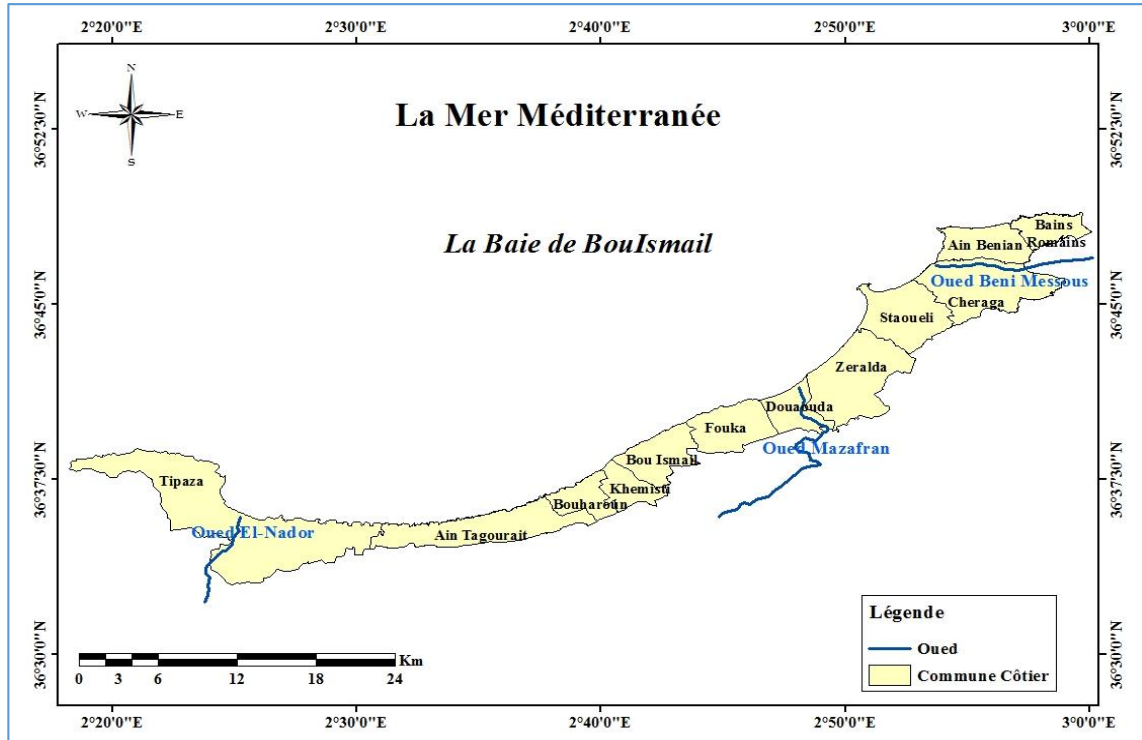 2°20'0"E 2°30'0"E 2°40'0"E 2°50'0"E 3°0'0"E
N
W E
S
La Mer Méditerranée
La Baie de BouIsmail
36°52'30"N 36°52'30"N
36°45'0"N 36°45'0"N
36°37'30"N 36°37'30"N
36°30'0"N 36°30'0"N
Bains
Romains
Ain Benian
Oued Beni Messous
Cheraga
Staoueli
Zeralda
Douaouda
Fouka
Oued Mazafran
Bou Ismail
Khemisti
Bouharoun
Tipaza
Oued El-Nador
Ain Tagourait
Légende
Oued
Commune Côtier
Km
0 3 6 12 18 24
2°20'0"E 2°30'0"E 2°40'0"E 2°50'0"E 3°0'0"E